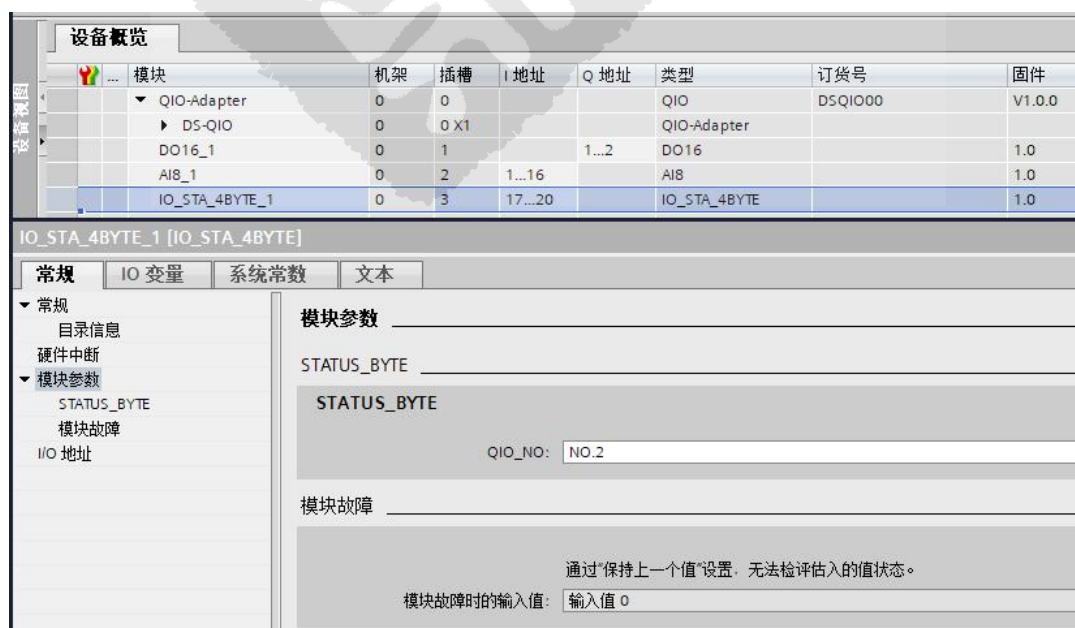 设备概览
设备视图
... 模块 机架 插槽 I 地址 Q 地址 类型 订货号 固件
QIO-Adapter 0 0 QIO DSQIO00 V1.0.0
DS-QIO 0 0 X1 QIO-Adapter
DO16_1 0 1 1...2 DO16 1.0
AI8_1 0 2 1...16 AI8 1.0
IO_STA_4BYTE_1 0 3 17...20 IO_STA_4BYTE 1.0
IO_STA_4BYTE_1 [IO_STA_4BYTE]
常规 IO 变量 系统常数 文本
常规
目录信息
硬件中断
模块参数
STATUS_BYTE
模块故障
I/O 地址
模块参数
STATUS_BYTE
STATUS_BYTE
QIO_NO: NO.2
模块故障
通过"保持上一个值"设置，无法检评估入的值状态。
模块故障时的输入值: 输入值 0